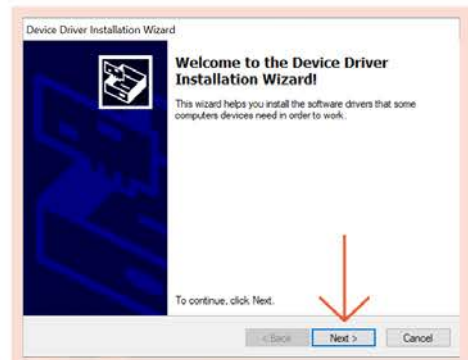 Device Driver Installation Wizard
Welcome to the Device Driver
Installation Wizard!
This wizard helps you install the software drivers that some
computers devices need in order to work.
To continue, click Next.
< Back
Next >
Cancel